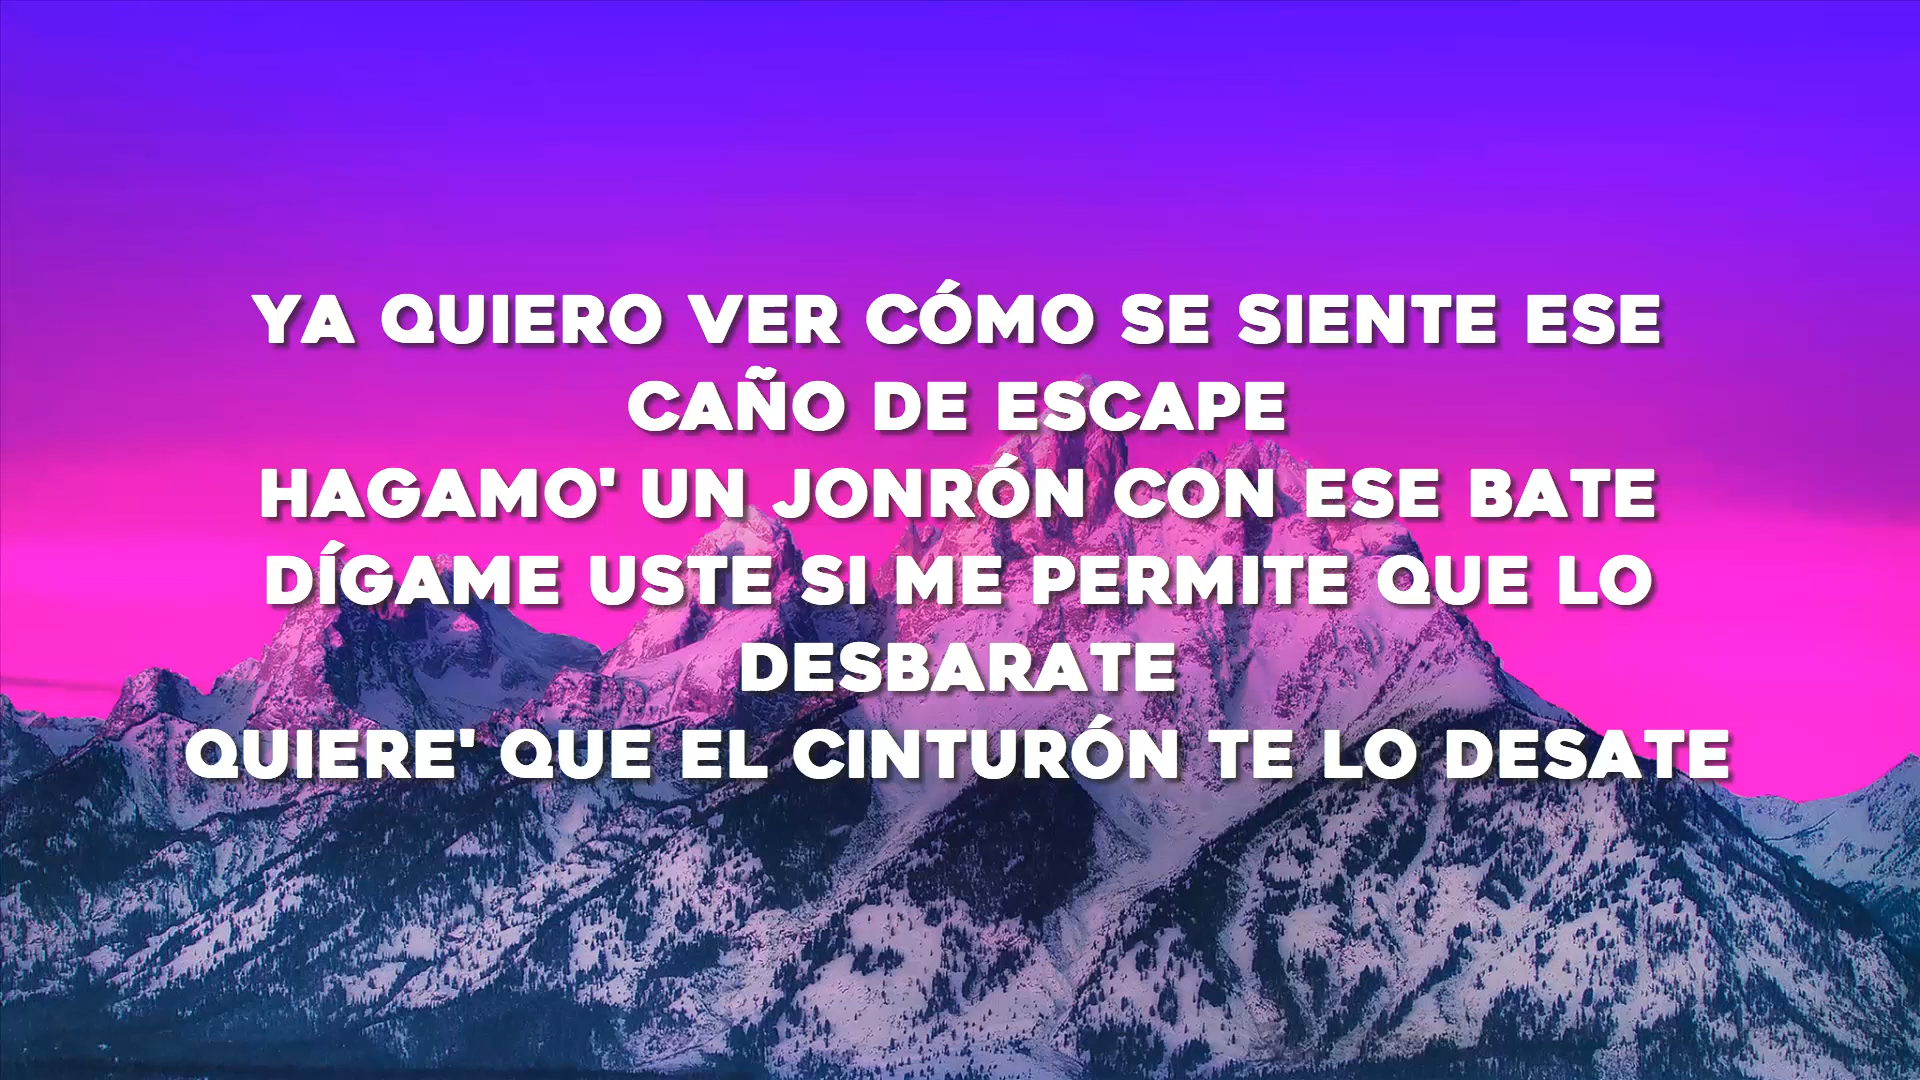 YA QUIERO VER CÓMO SE SIENTE ESE
CAÑO DE ESCAPE
HAGAMO' UN JONRÓN CON ESE BATE
DÍGAME USTE SI ME PERMITE QUE LO
DESBARATE
QUIERE' QUE EL CINTURÓN TE LO DESATE